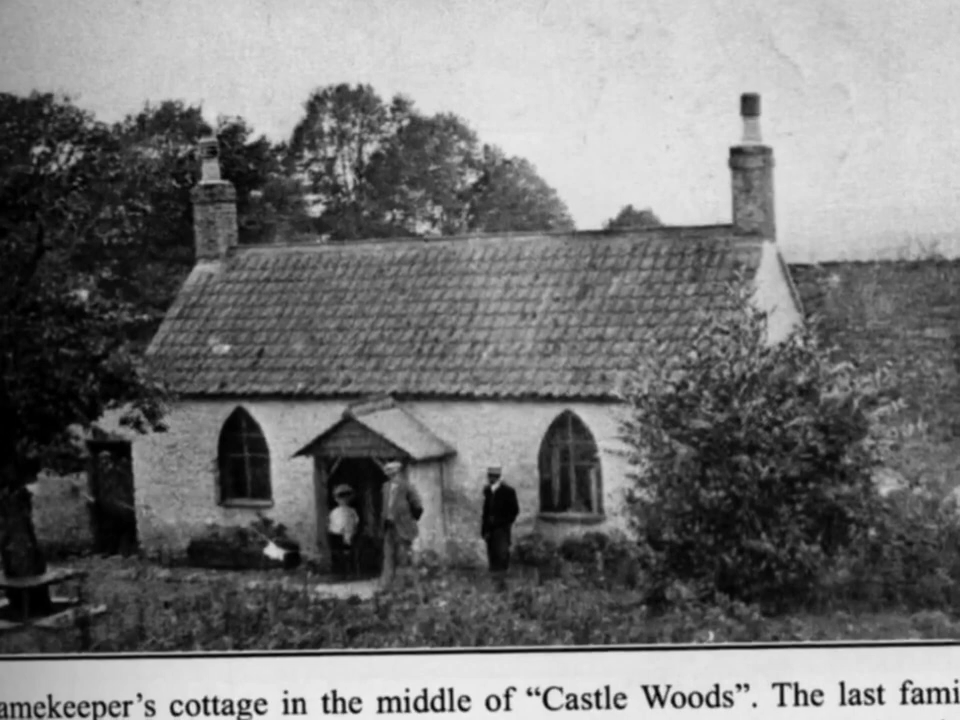 amekeeper's cottage in the middle of “Castle Woods”. The last fami